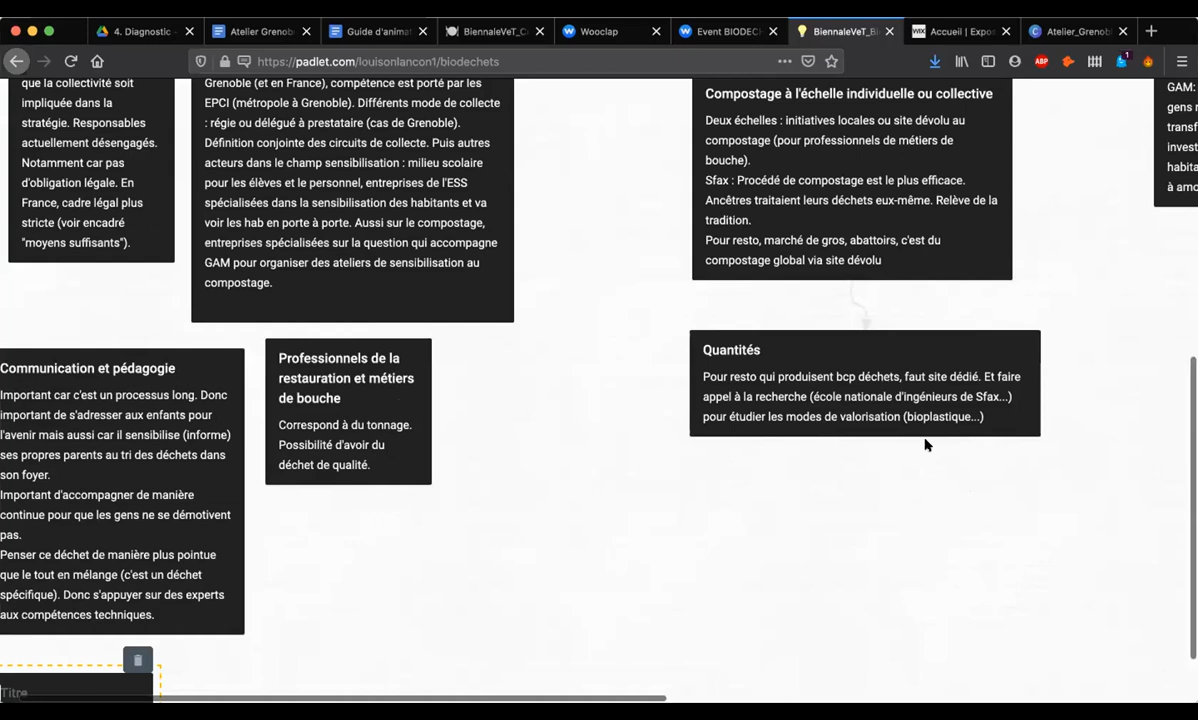 4. Diagnostic -
Atelier Grenob
Guide d'animat
BiennaleVeT_C
Wooclap
Event BIODECH
BiennaleVeT_Bi
WIX
Accueil | Expos
Atelier_Grenobl
https://padlet.com/louisonlancon1/biodechets
ABP
1
que la collectivité soit
impliquée dans la
stratégie. Responsables
actuellement désengagés.
Notamment car pas
d'obligation légale. En
France, cadre légal plus
stricte (voir encadré
"moyens suffisants").
Grenoble (et en France), compétence est porté par les
EPCI (métropole à Grenoble). Différents mode de collecte
: régie ou délégué à prestataire (cas de Grenoble).
Définition conjointe des circuits de collecte. Puis autres
acteurs dans le champ sensibilisation : milieu scolaire
pour les élèves et le personnel, entreprises de l'ESS
spécialisées dans la sensibilisation des habitants et va
voir les hab en porte à porte. Aussi sur le compostage,
entreprises spécialisées sur la question qui accompagne
GAM pour organiser des ateliers de sensibilisation au
compostage.
Compostage à l'échelle individuelle ou collective
Deux échelles : initiatives locales ou site dévolu au
compostage (pour professionnels de métiers de
bouche).
Sfax : Procédé de compostage est le plus efficace.
Ancêtres traitaient leurs déchets eux-même. Relève de la
tradition.
Pour resto, marché de gros, abattoirs, c'est du
compostage global via site dévolu
GAM:
gens r
transf
invest
habita
à amo
Communication et pédagogie
Important car c'est un processus long. Donc
important de s'adresser aux enfants pour
l'avenir mais aussi car il sensibilise (informe)
ses propres parents au tri des déchets dans
son foyer.
Important d'accompagner de manière
continue pour que les gens ne se démotivent
pas.
Penser ce déchet de manière plus pointue
que le tout en mélange (c'est un déchet
spécifique). Donc s'appuyer sur des experts
aux compétences techniques.
Professionnels de la
restauration et métiers
de bouche
Correspond à du tonnage.
Possibilité d'avoir du
déchet de qualité.
Quantités
Pour resto qui produisent bcp déchets, faut site dédié. Et faire
appel à la recherche (école nationale d'ingénieurs de Sfax...)
pour étudier les modes de valorisation (bioplastique...)
Titre